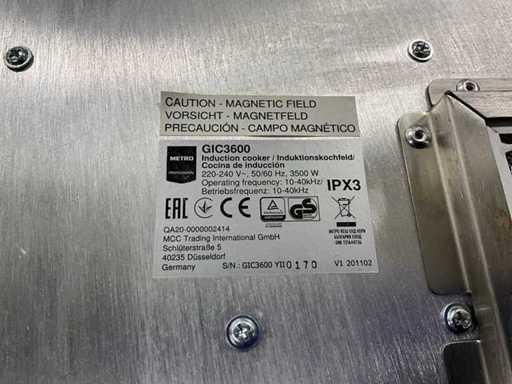 CAUTION - MAGNETIC FIELD
VORSICHT - MAGNETFELD
PRECAUCIÓN - CAMPO MAGNÉTICO
METRO
PROFESSIONAL
GIC3600
Induction cooker / Induktionskochfeld/
Cocina de inducción
220-240 V~, 50/60 Hz, 3500 W
Operating frequency: 10-40kHz/
Betriebsfrequenz: 10-40kHz
IPX3
EAC CE
GS
QA20-0000002414
MCC Trading International GmbH
Schlüterstraße 5
40235 Düsseldorf
Germany
S/N.: GIC3600 YII 0170
V1 201102